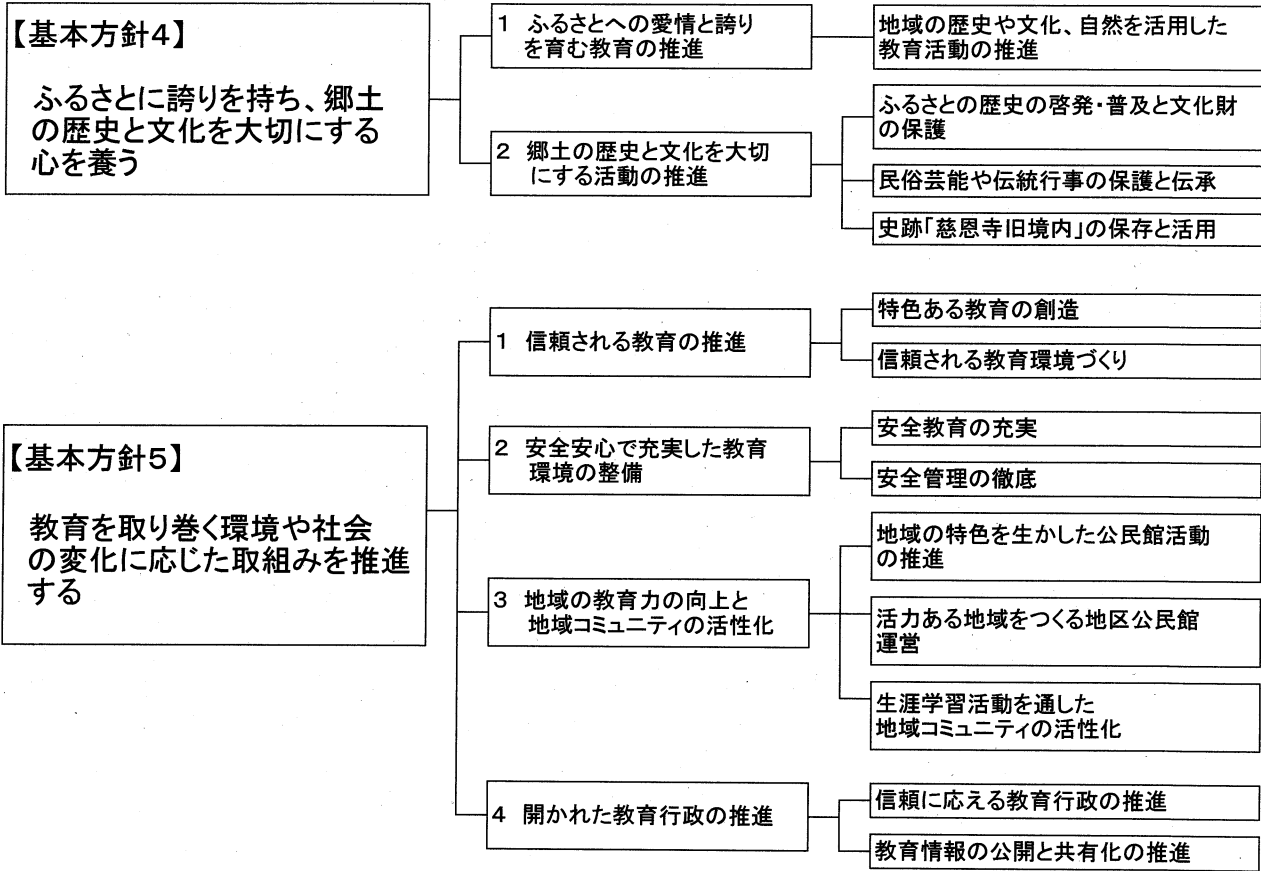 【基本方針4】
ふるさとに誇りを持ち、郷土
の歴史と文化を大切にする
心を養う
1 ふるさとへの愛情と誇り
を育む教育の推進
地域の歴史や文化、自然を活用した
教育活動の推進
2 郷土の歴史と文化を大切
にする活動の推進
ふるさとの歴史の啓発・普及と文化財
の保護
民俗芸能や伝統行事の保護と伝承
史跡「慈恩寺旧境内」の保存と活用
【基本方針5】
教育を取り巻く環境や社会
の変化に応じた取組みを推進
する
1 信頼される教育の推進
特色ある教育の創造
信頼される教育環境づくり
2 安全安心で充実した教育
環境の整備
安全教育の充実
安全管理の徹底
3 地域の教育力の向上と
地域コミュニティの活性化
地域の特色を生かした公民館活動
の推進
活力ある地域をつくる地区公民館
運営
生涯学習活動を通した
地域コミュニティの活性化
4 開かれた教育行政の推進
信頼に応える教育行政の推進
教育情報の公開と共有化の推進